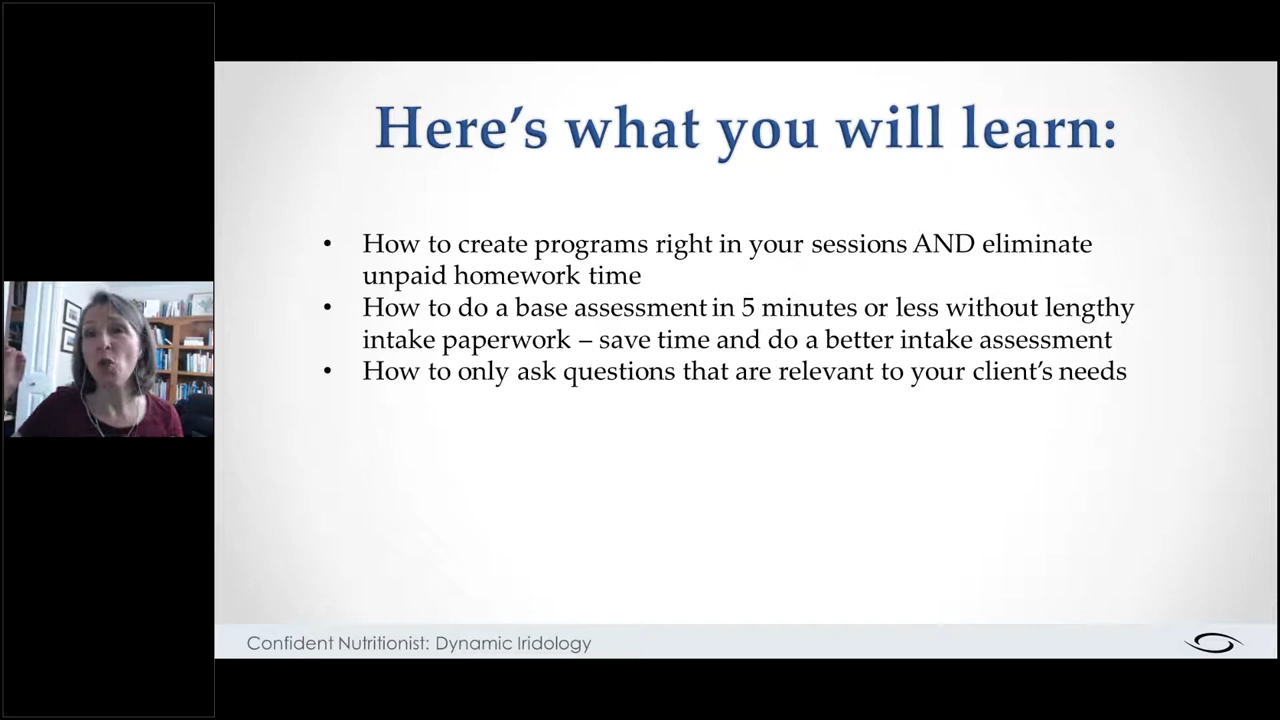 Here’s what you will learn:
• How to create programs right in your sessions AND eliminate
unpaid homework time
• How to do a base assessment in 5 minutes or less without lengthy
intake paperwork – save time and do a better intake assessment
• How to only ask questions that are relevant to your client’s needs
Confident Nutritionist: Dynamic Iridology